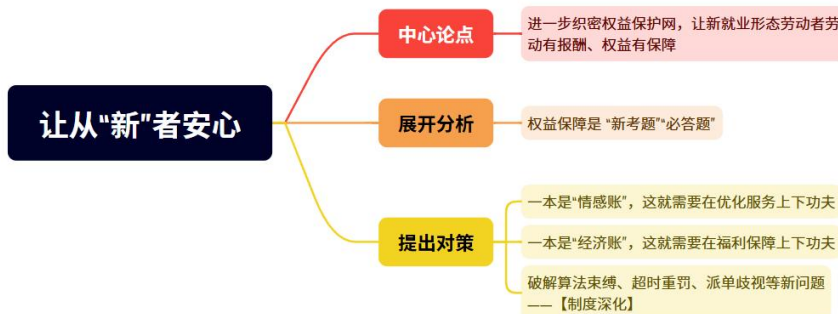 让从“新”者安心
中心论点
进一步织密权益保护网，让新就业形态劳动者劳
动有报酬、权益有保障
展开分析
权益保障是 “新考题”“必答题”
提出对策
一本是“情感账”，这就需要在优化服务上下功夫
一本是“经济账”，这就需要在福利保障上下功夫
破解算法束缚、超时重罚、派单歧视等新问题
——【制度深化】